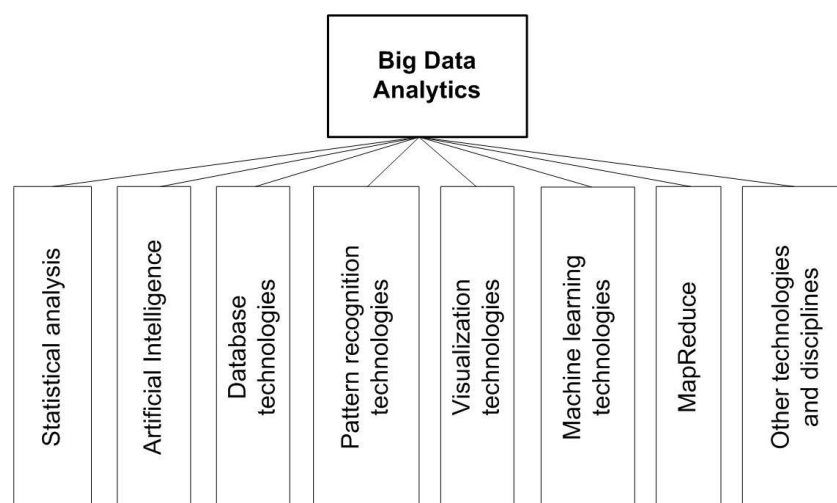 Big Data
Analytics
Statistical analysis
Artificial Intelligence
Database
technologies
Pattern recognition
technologies
Visualization
technologies
Machine learning
technologies
MapReduce
Other technologies
and disciplines